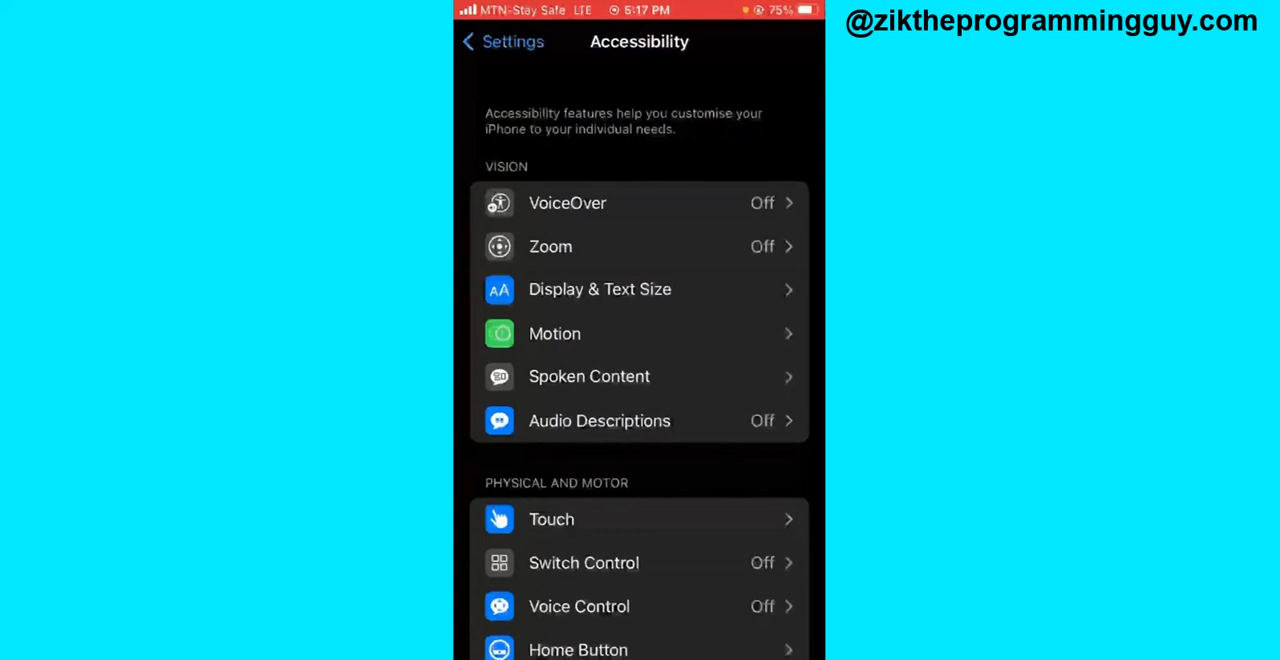 MTN-Stay Safe LTE 5:17 PM 75%
@ziktheprogrammingguy.com
Settings Accessibility
Accessibility features help you customise your
iPhone to your individual needs.
VISION
VoiceOver Off
Zoom Off
AA Display & Text Size
Motion
Spoken Content
Audio Descriptions Off
PHYSICAL AND MOTOR
Touch
Switch Control Off
Voice Control Off
Home Button